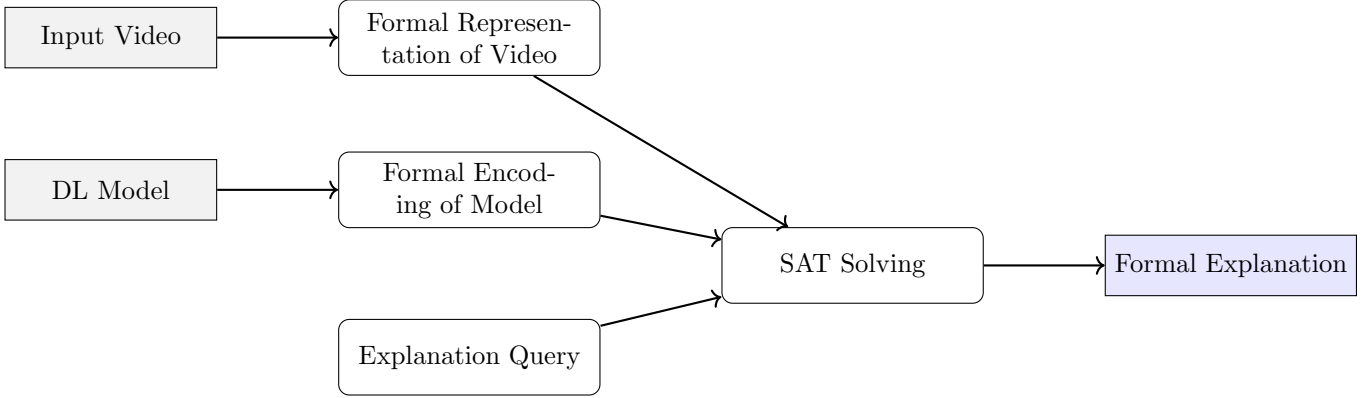 Input Video
Formal Represen-
tation of Video
DL Model
Formal Encod-
ing of Model
SAT Solving
Formal Explanation
Explanation Query